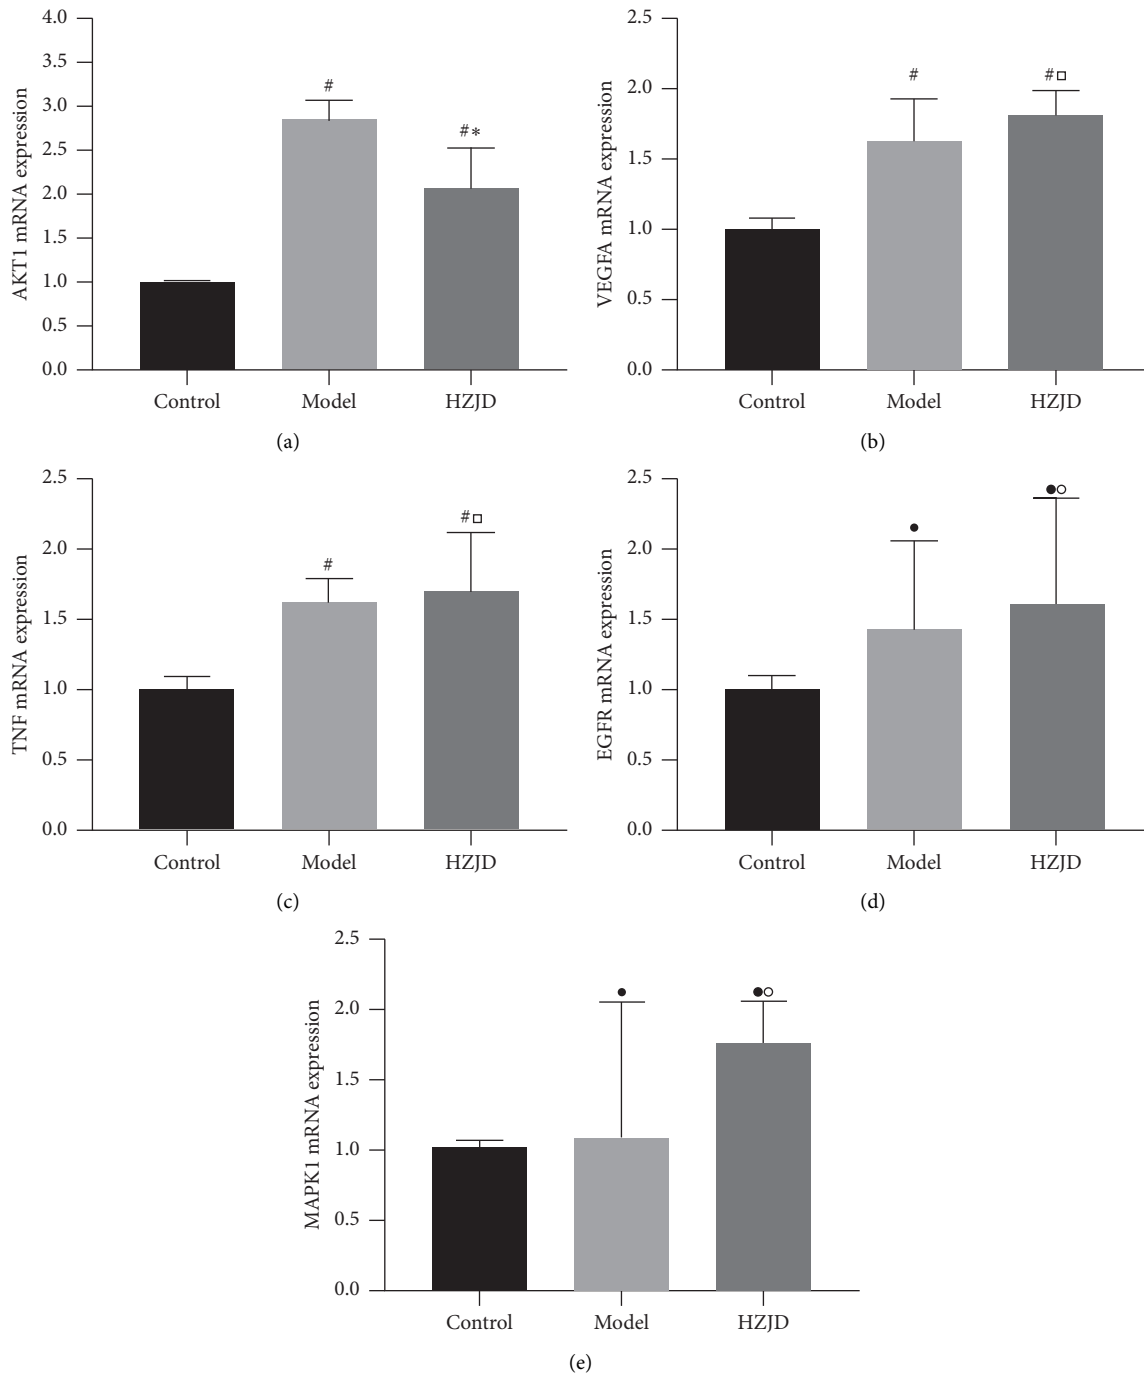 AKT1 mRNA expression
4.0
3.5
3.0
2.5
2.0
1.5
1.0
0.5
0.0
#
#*
Control Model HZJD
(a)
VEGFA mRNA expression
2.5
2.0
1.5
1.0
0.5
0.0
#
#□
Control Model HZJD
(b)
TNF mRNA expression
2.5
2.0
1.5
1.0
0.5
0.0
#
#□
Control Model HZJD
(c)
EGFR mRNA expression
2.5
2.0
1.5
1.0
0.5
0.0
●
●○
Control Model HZJD
(d)
MAPK1 mRNA expression
2.5
2.0
1.5
1.0
0.5
0.0
●
●○
Control Model HZJD
(e)